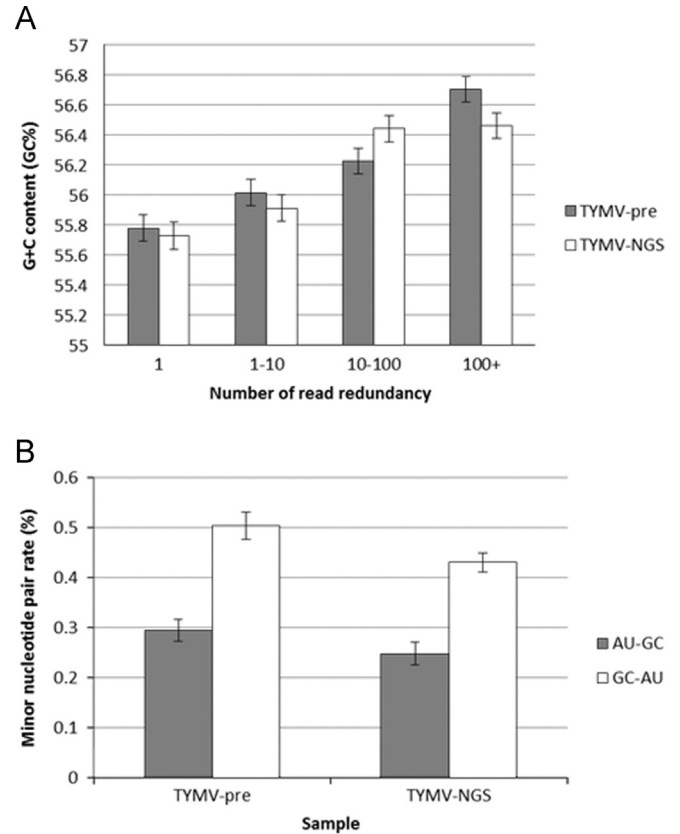 A
57
56.8
56.6
56.4
56.2
56
55.8
55.6
55.4
55.2
55
G+C content (GC%)
1 1-10 10-100 100+
Number of read redundancy
TYMV-pre
TYMV-NGS
B
0.6
0.5
0.4
0.3
0.2
0.1
0
Minor nucleotide pair rate (%)
TYMV-pre TYMV-NGS
Sample
AU-GC
GC-AU